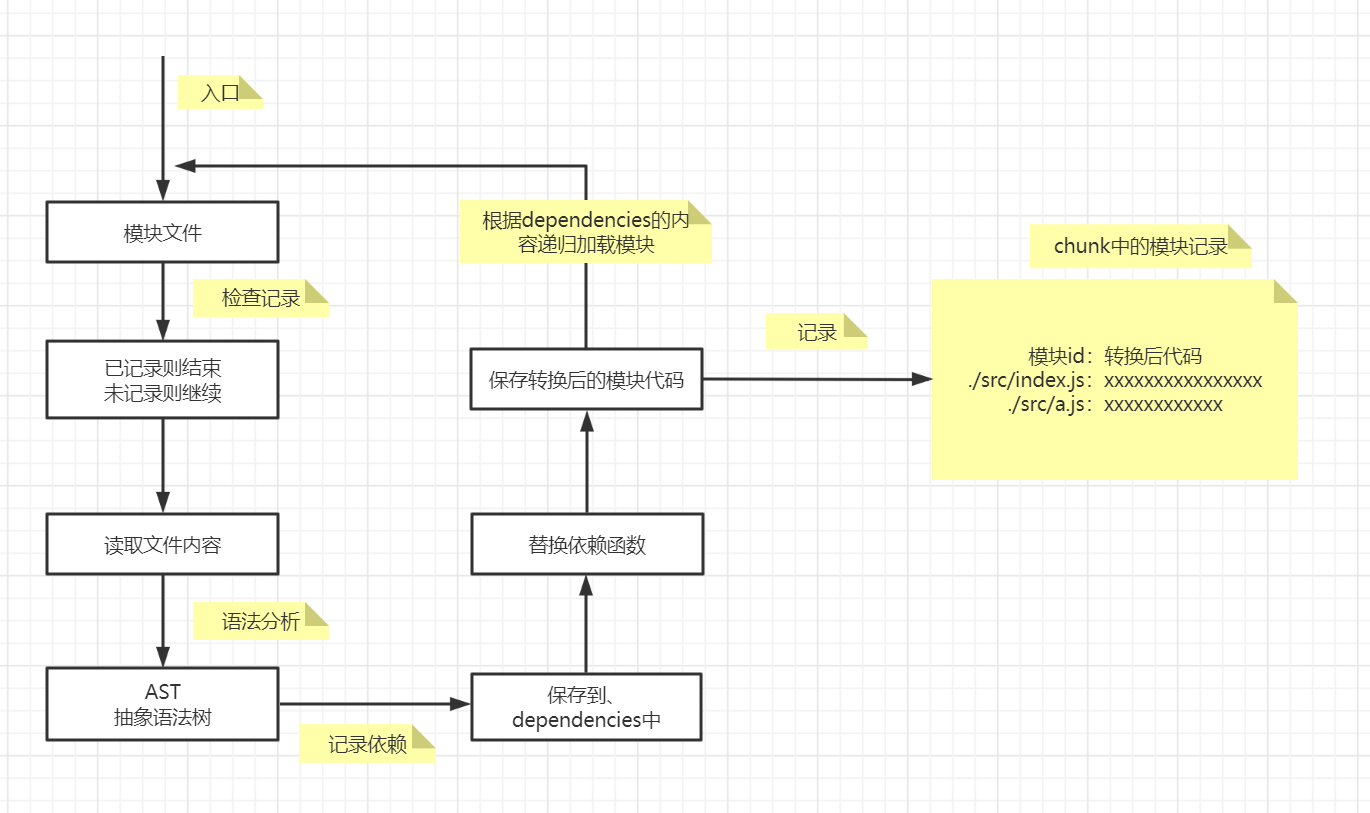 入口
模块文件
检查记录
已记录则结束
未记录则继续
读取文件内容
语法分析
AST
抽象语法树
记录依赖
保存到、
dependencies中
替换依赖函数
保存转换后的模块代码
根据dependencies的内
容递归加载模块
记录
chunk中的模块记录
模块id：转换后代码
./src/index.js：xxxxxxxxxxxxxxxx
./src/a.js：xxxxxxxxxxxx